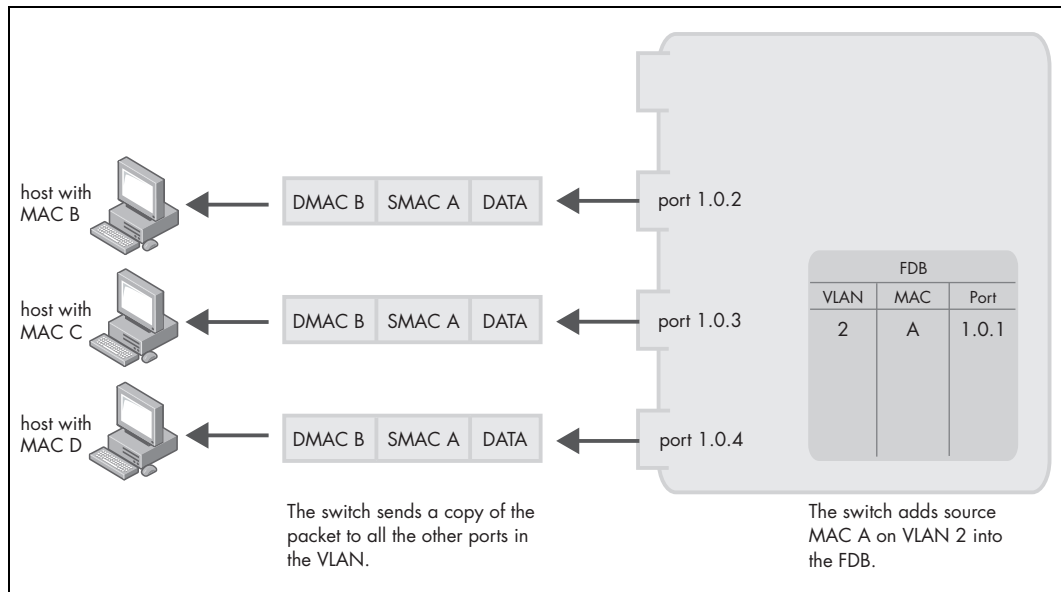 host with
MAC B
DMAC B SMAC A DATA
port 1.0.2
host with
MAC C
DMAC B SMAC A DATA
port 1.0.3
host with
MAC D
DMAC B SMAC A DATA
port 1.0.4
FDB
VLAN MAC Port
2 A 1.0.1
The switch sends a copy of the
packet to all the other ports in
the VLAN.
The switch adds source
MAC A on VLAN 2 into
the FDB.